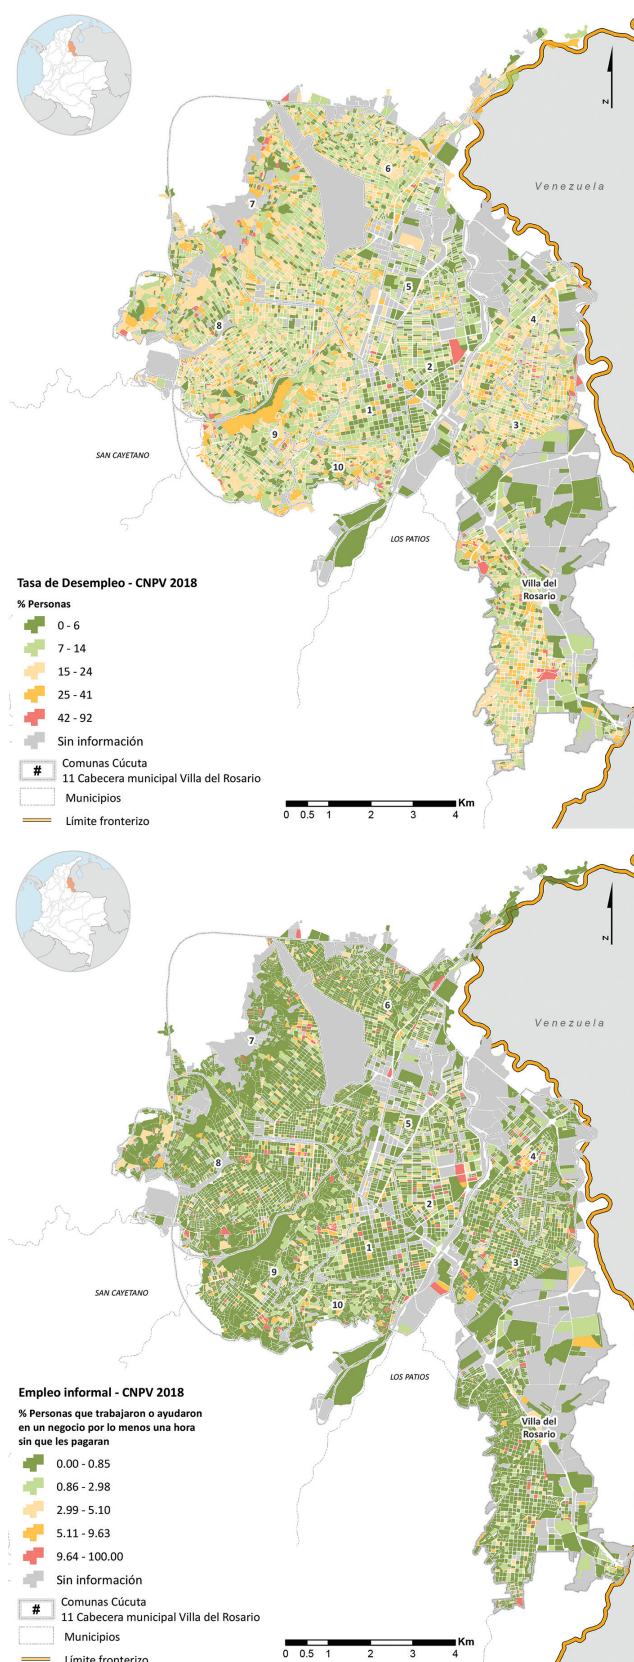 Venezuela
N
6
7
5
4
8
2
1
3
9
10
SAN CAYETANO
LOS PATIOS
Villa del
Rosario
Tasa de Desempleo - CNPV 2018
% Personas
0 - 6
7 - 14
15 - 24
25 - 41
42 - 92
Sin información
# Comunas Cúcuta
11 Cabecera municipal Villa del Rosario
Municipios
Límite fronterizo
Km
0 0.5 1 2 3 4
Venezuela
N
6
7
5
4
8
2
1
3
9
10
SAN CAYETANO
LOS PATIOS
Villa del
Rosario
Empleo informal - CNPV 2018
% Personas que trabajaron o ayudaron
en un negocio por lo menos una hora
sin que les pagaran
0.00 - 0.85
0.86 - 2.98
2.99 - 5.10
5.11 - 9.63
9.64 - 100.00
Sin información
# Comunas Cúcuta
11 Cabecera municipal Villa del Rosario
Municipios
Límite fronterizo
Km
0 0.5 1 2 3 4